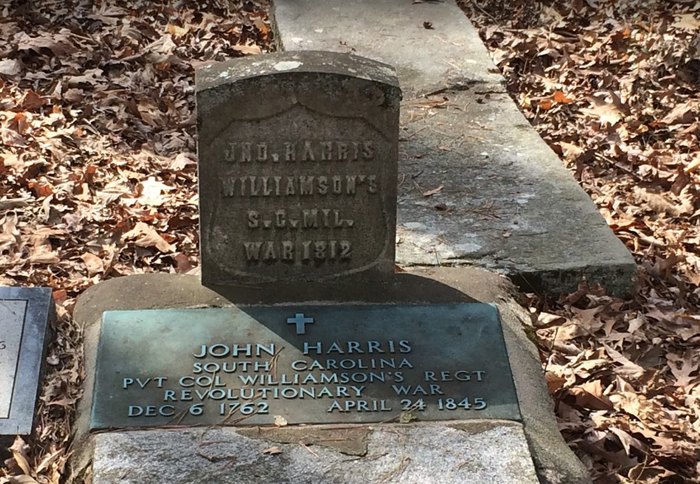 JNO. HARRIS
WILLIAMSON'S
S.C. MIL.
WAR 1812
JOHN HARRIS
SOUTH CAROLINA
PVT COL WILLIAMSON'S REGT
REVOLUTIONARY WAR
DEC 6 1762 APRIL 24 1845